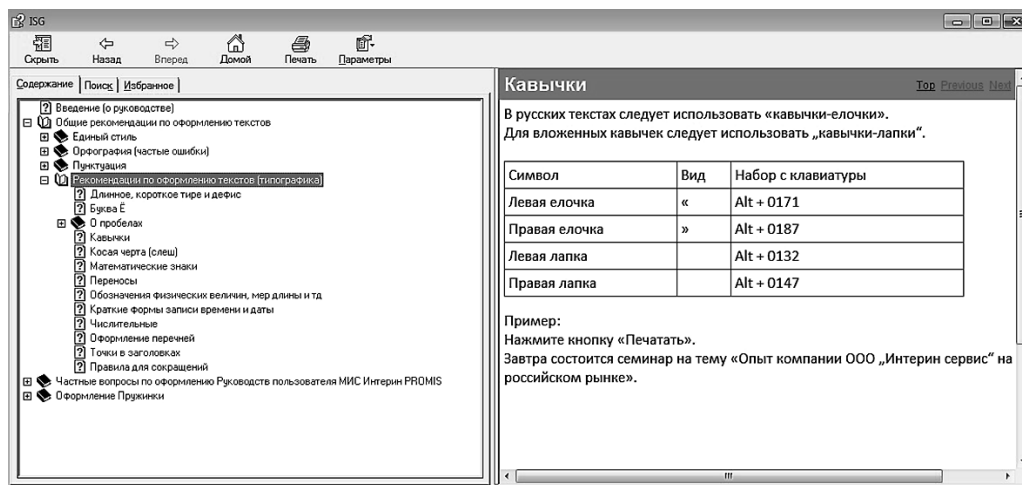 ISG
Скрыть Назад Вперед Домой Печать Параметры
Содержание Поиск Избранное
Введение (о руководстве)
Общие рекомендации по оформлению текстов
Единый стиль
Орфография (частые ошибки)
Пунктуация
Рекомендации по оформлению текстов (типографика)
Длинное, короткое тире и дефис
Буква Ё
О пробелах
Кавычки
Косая черта (слеш)
Математические знаки
Переносы
Обозначения физических величин, мер длины и тд
Краткие формы записи времени и даты
Числительные
Оформление перечней
Точки в заголовках
Правила для сокращений
Частные вопросы по оформлению Руководств пользователя МИС Интерин PROMIS
Оформление Пружинки
Кавычки Top Previous Next
В русских текстах следует использовать «кавычки-елочки».
Для вложенных кавычек следует использовать „кавычки-лапки“.
Символ Вид Набор с клавиатуры
Левая елочка « Alt + 0171
Правая елочка » Alt + 0187
Левая лапка Alt + 0132
Правая лапка Alt + 0147
Пример:
Нажмите кнопку «Печатать».
Завтра состоится семинар на тему «Опыт компании ООО „Интерин сервис“ на
российском рынке».